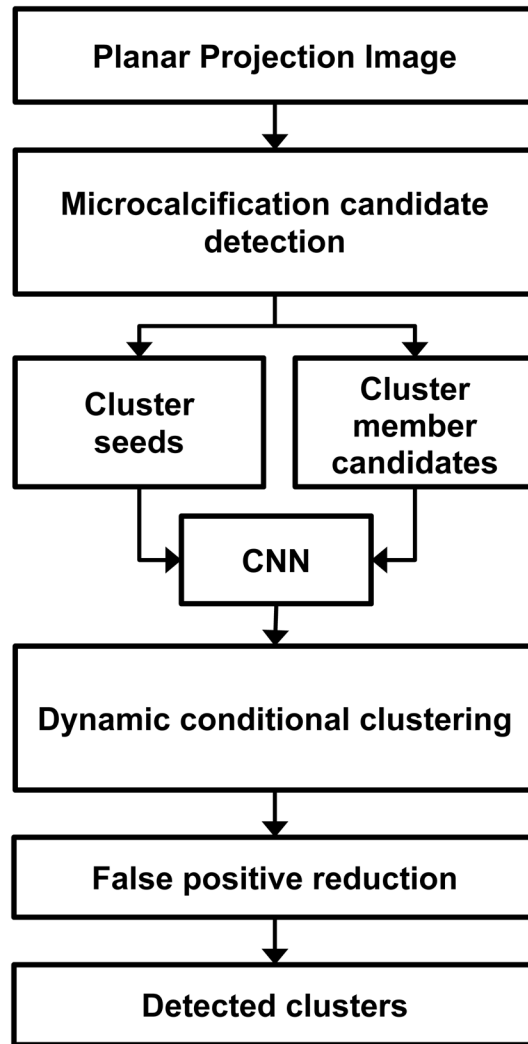 Planar Projection Image
Microcalcification candidate
detection
Cluster
seeds
Cluster
member
candidates
CNN
Dynamic conditional clustering
False positive reduction
Detected clusters